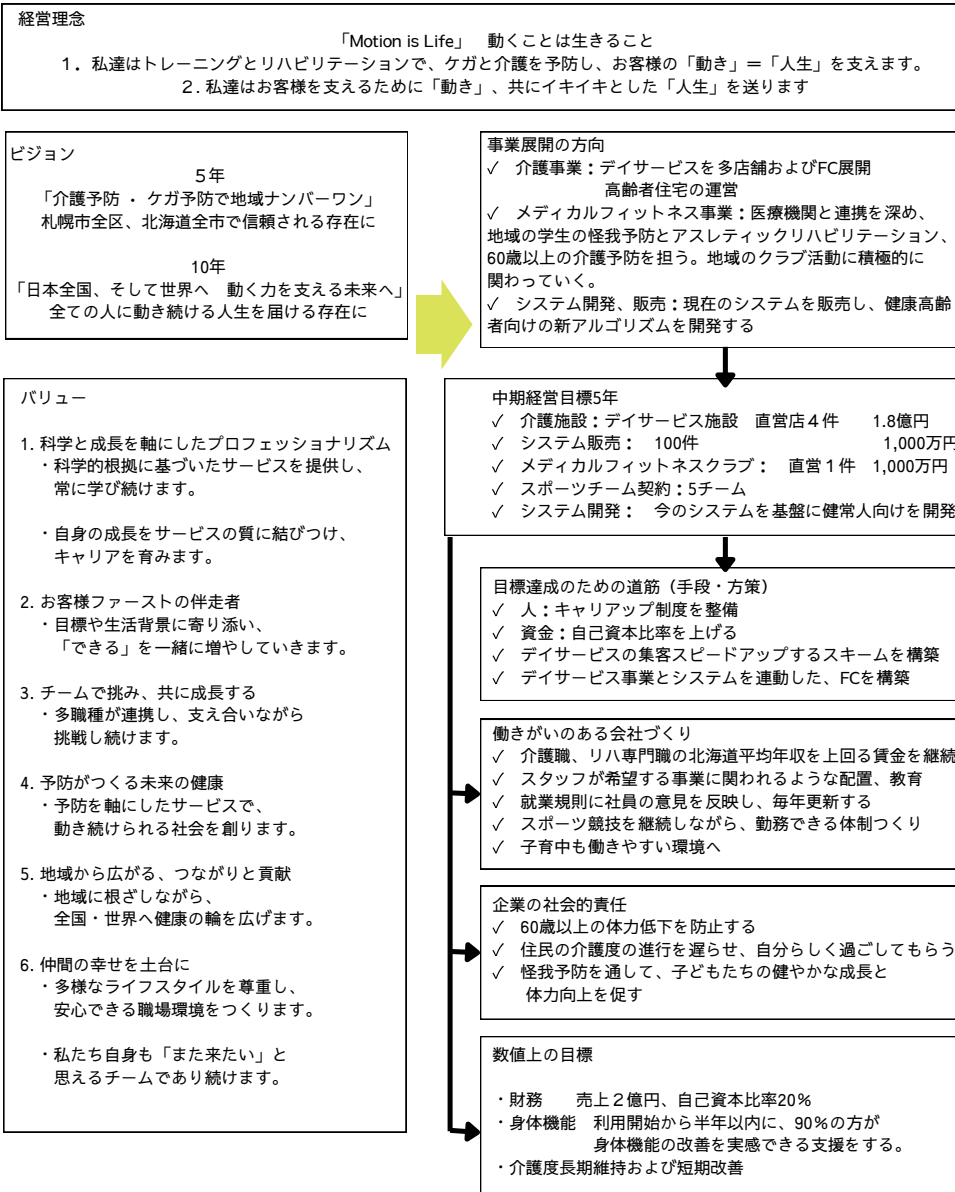 経営理念
「Motion is Life」　動くことは生きること
１．私達はトレーニングとリハビリテーションで、ケガと介護を予防し、お客様の「動き」＝「人生」を支えます。
２. 私達はお客様を支えるために「動き」、共にイキイキとした「人生」を送ります
ビジョン
５年
「介護予防 ・ ケガ予防で地域ナンバーワン」
札幌市全区、北海道全市で信頼される存在に
10年
「日本全国、そして世界へ　動く力を支える未来へ」
全ての人に動き続ける人生を届ける存在に
事業展開の方向
✓　介護事業：デイサービスを多店舗およびFC展開
高齢者住宅の運営
✓　メディカルフィットネス事業：医療機関と連携を深め、
地域の学生の怪我予防とアスレティックリハビリテーション、
60歳以上の介護予防を担う。地域のクラブ活動に積極的に
関わっていく。
✓　システム開発、販売：現在のシステムを販売し、健康高齢
者向けの新アルゴリズムを開発する
バリュー
1. 科学と成長を軸にしたプロフェッショナリズム
・科学的根拠に基づいたサービスを提供し、
常に学び続けます。
・自身の成長をサービスの質に結びつけ、
キャリアを育みます。
2. お客様ファーストの伴走者
・目標や生活背景に寄り添い、
「できる」を一緒に増やしていきます。
3. チームで挑み、共に成長する
・多職種が連携し、支え合いながら
挑戦し続けます。
4. 予防がつくる未来の健康
・予防を軸にしたサービスで、
動き続けられる社会を創ります。
5. 地域から広がる、つながりと貢献
・地域に根ざしながら、
全国・世界へ健康の輪を広げます。
6. 仲間の幸せを土台に
・多様なライフスタイルを尊重し、
安心できる職場環境をつくります。
・私たち自身も「また来たい」と
思えるチームであり続けます。
中期経営目標5年
✓　介護施設：デイサービス施設　直営店４件　　1.8億円
✓　システム販売：　100件　　1,000万円
✓　メディカルフィットネスクラブ：　直営１件　1,000万円
✓　スポーツチーム契約：5チーム
✓　システム開発：　今のシステムを基盤に健常人向けを開発
目標達成のための道筋（手段・方策）
✓　人：キャリアップ制度を整備
✓　資金：自己資本比率を上げる
✓　デイサービスの集客スピードアップするスキームを構築
✓　デイサービス事業とシステムを連動した、FCを構築
働きがいのある会社づくり
✓　介護職、リハ専門職の北海道平均年収を上回る賃金を継続
✓　スタッフが希望する事業に関われるような配置、教育
✓　就業規則に社員の意見を反映し、毎年更新する
✓　スポーツ競技を継続しながら、勤務できる体制つくり
✓　子育中も働きやすい環境へ
企業の社会的責任
✓　60歳以上の体力低下を防止する
✓　住民の介護度の進行を遅らせ、自分らしく過ごしてもらう
✓　怪我予防を通して、子どもたちの健やかな成長と
体力向上を促す
数値上の目標
・財務　　売上２億円、自己資本比率20%
・身体機能　利用開始から半年以内に、90%の方が
身体機能の改善を実感できる支援をする。
・介護度長期維持および短期改善